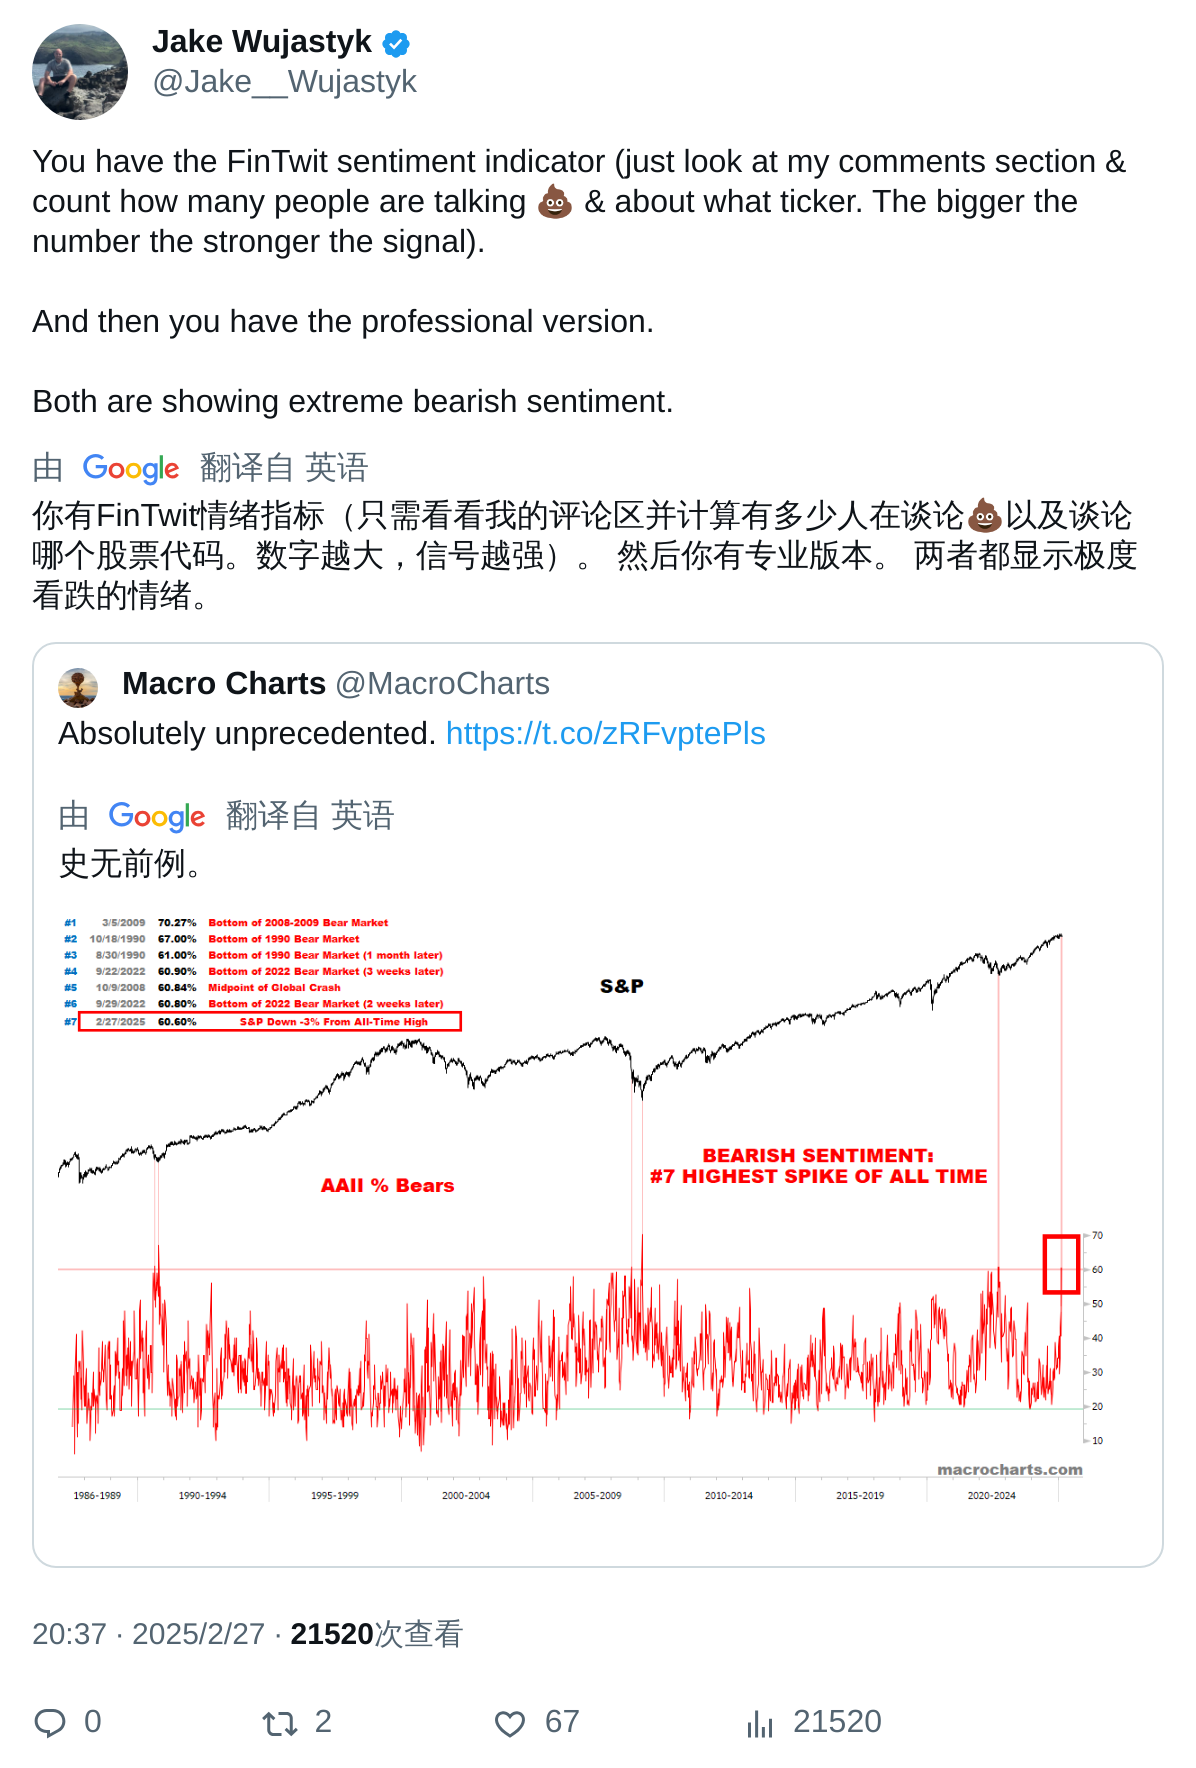 Jake Wujastyk
@Jake__Wujastyk
You have the FinTwit sentiment indicator (just look at my comments section &
count how many people are talking 💩 & about what ticker. The bigger the
number the stronger the signal).
And then you have the professional version.
Both are showing extreme bearish sentiment.
由 Google 翻译自 英语
你有FinTwit情绪指标（只需看看我的评论区并计算有多少人在谈论💩以及谈论
哪个股票代码。数字越大，信号越强）。 然后你有专业版本。 两者都显示极度
看跌的情绪。
Macro Charts @MacroCharts
Absolutely unprecedented. https://t.co/zRFvptePls
由 Google 翻译自 英语
史无前例。
#1 3/5/2009 70.27% Bottom of 2008-2009 Bear Market
#2 10/18/1990 67.00% Bottom of 1990 Bear Market
#3 8/30/1990 61.00% Bottom of 1990 Bear Market (1 month later)
#4 9/22/2022 60.90% Bottom of 2022 Bear Market (3 weeks later)
#5 10/9/2008 60.84% Midpoint of Global Crash
#6 9/29/2022 60.80% Bottom of 2022 Bear Market (2 weeks later)
#7 2/27/2025 60.60% S&P Down -3% From All-Time High
S&P
BEARISH SENTIMENT:
#7 HIGHEST SPIKE OF ALL TIME
AAII % Bears
70
60
50
40
30
20
10
macrocharts.com
1986-1989 1990-1994 1995-1999 2000-2004 2005-2009 2010-2014 2015-2019 2020-2024
20:37 · 2025/2/27 · 21520次查看
0 2 67 21520